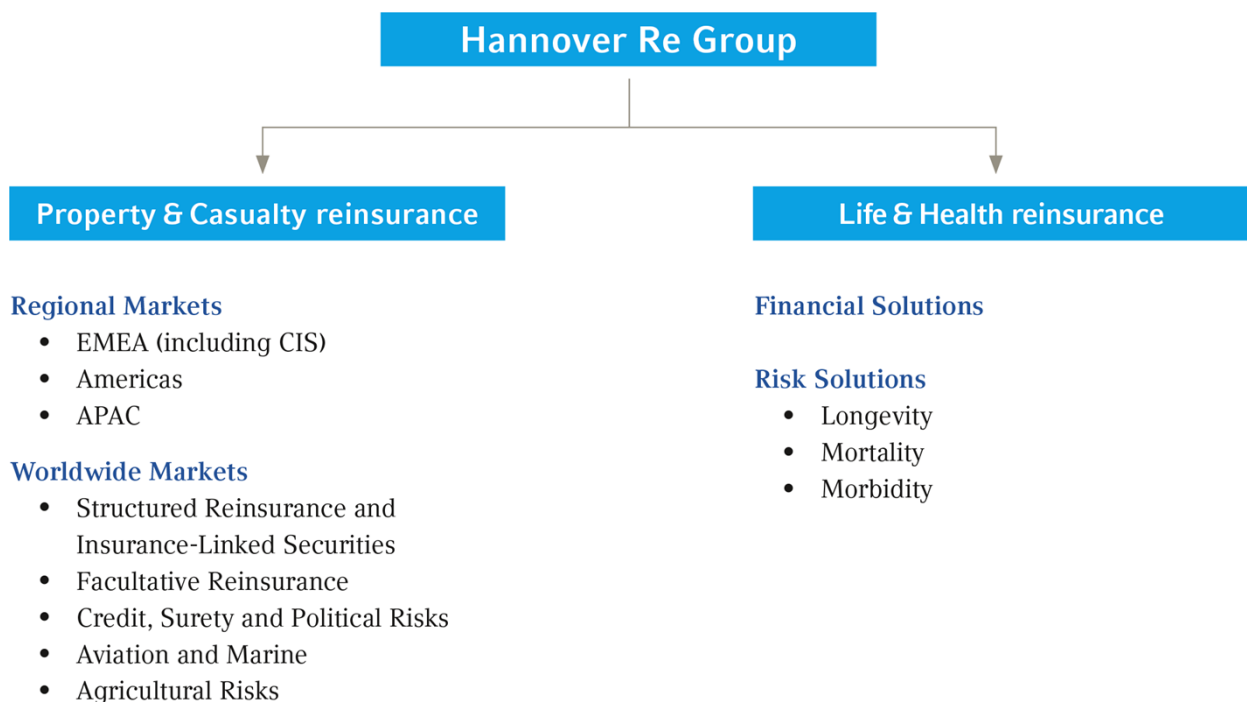 Hannover Re Group
Property & Casualty reinsurance
Regional Markets
• EMEA (including CIS)
• Americas
• APAC
Worldwide Markets
• Structured Reinsurance and
Insurance-Linked Securities
• Facultative Reinsurance
• Credit, Surety and Political Risks
• Aviation and Marine
• Agricultural Risks
Life & Health reinsurance
Financial Solutions
Risk Solutions
• Longevity
• Mortality
• Morbidity